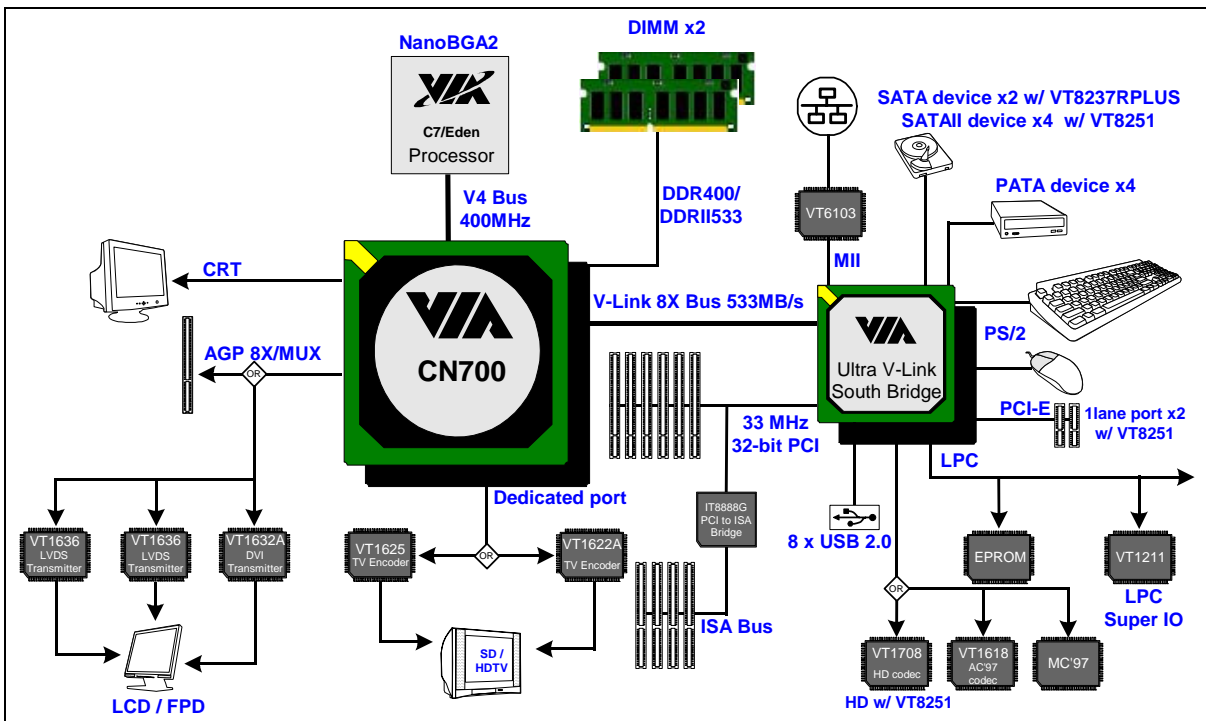 NanoBGA2
VIA
C7/Eden
Processor
DIMM x2
SATA device x2 w/ VT8237RPLUS
SATAII device x4 w/ VT8251
PATA device x4
V4 Bus
400MHz
DDR400/
DDRII533
VT6103
MII
CRT
VIA
CN700
V-Link 8X Bus 533MB/s
VIA
Ultra V-Link
South Bridge
PS/2
AGP 8X/MUX
OR
33 MHz
32-bit PCI
PCI-E
1lane port x2
w/ VT8251
LPC
Dedicated port
IT8888G
PCI to ISA
Bridge
8 x USB 2.0
VT1636
LVDS
Transmitter
VT1636
LVDS
Transmitter
VT1632A
DVI
Transmitter
VT1625
TV Encoder
OR
VT1622A
TV Encoder
EPROM
VT1211
LPC
Super IO
OR
ISA Bus
SD /
HDTV
LCD / FPD
VT1708
HD codec
VT1618
AC'97
codec
MC'97
HD w/ VT8251